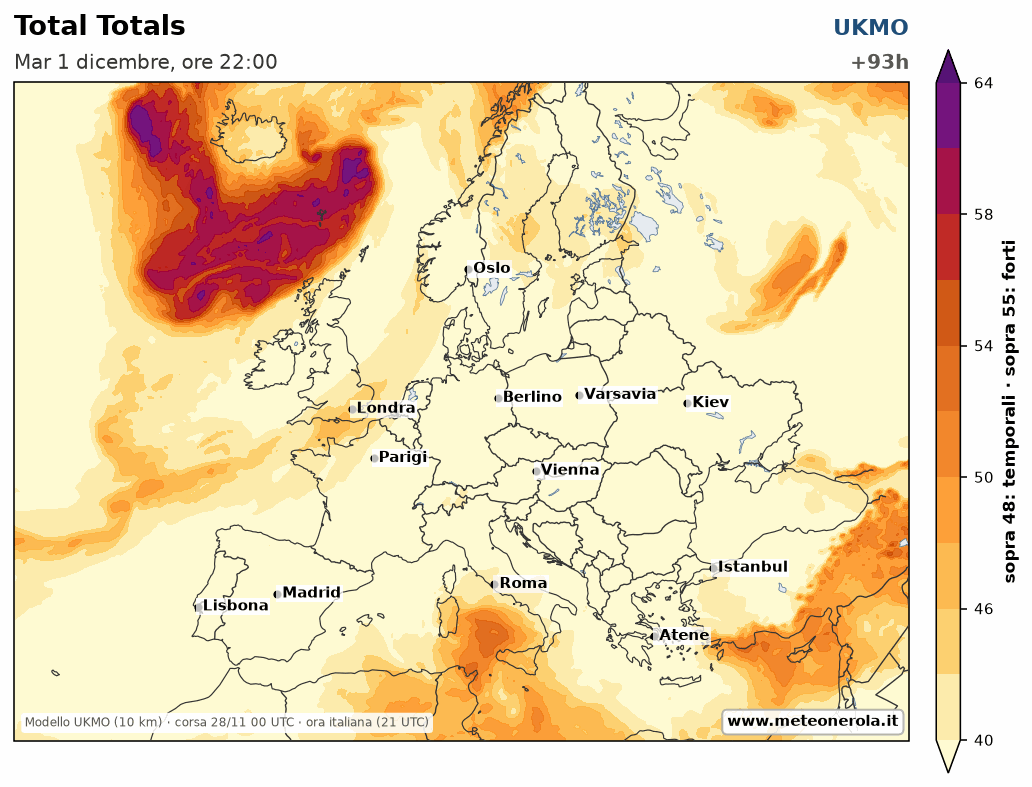 Total Totals
UKMO
Mar 1 dicembre, ore 22:00
+93h
64
58
54
50
46
40
sopra 48: temporali · sopra 55: forti
Oslo
Berlino
Varsavia
Kiev
Londra
Parigi
Vienna
Istanbul
Roma
Madrid
Lisbona
Atene
Modello UKMO (10 km) · corsa 28/11 00 UTC · ora italiana (21 UTC)
www.meteonerola.it